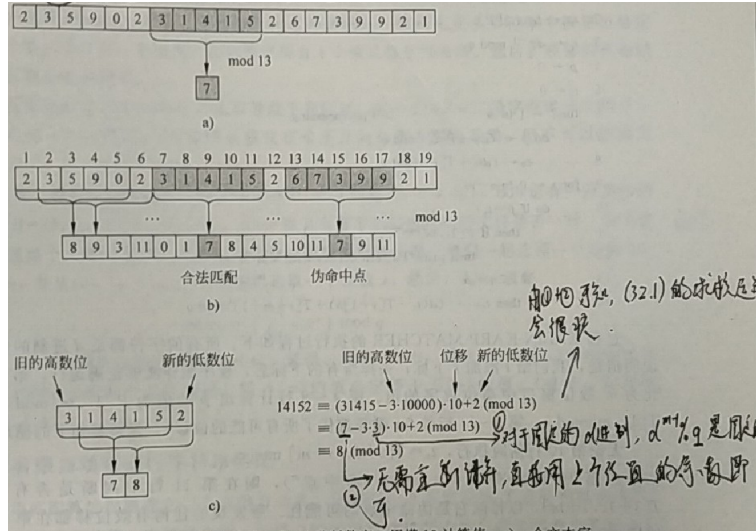 2 3 5 9 0 2 3 1 4 1 5 2 6 7 3 9 9 2 1
mod 13
7
a)
1 2 3 4 5 6 7 8 9 10 11 12 13 14 15 16 17 18 19
2 3 5 9 0 2 3 1 4 1 5 2 6 7 3 9 9 2 1
… … … mod 13
8 9 3 11 0 1 7 8 4 5 10 11 7 9 11
合法匹配 伪命中点
b)
由①②可知, (32.1) 的求解速
会很快.
旧的高数位 新的低数位
3 1 4 1 5 2
7 8
c)
旧的高数位 位移 新的低数位
14152 ≡ (31415−3·10000)·10+2 (mod 13)
≡ (7−3·3)·10+2 (mod 13)
≡ 8 (mod 13)
① 对于固定的d进制, d^m-1%q 是固定
② 无需重新计算, 直接用上个位置的余数即
可.